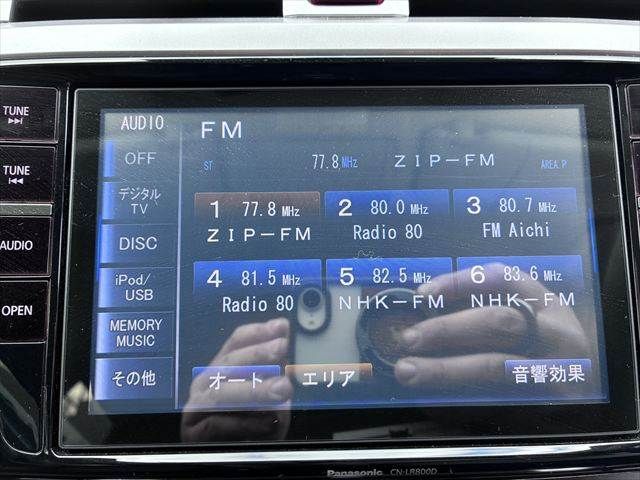 TUNE
TUNE
AUDIO
OPEN
AUDIO
OFF
デジタル
TV
DISC
iPod/
USB
MEMORY
MUSIC
その他
FM
ST 77.8 MHz ZIP-FM AREA.P
1 77.8 MHz
ZIP-FM
2 80.0 MHz
Radio 80
3 80.7 MHz
FM Aichi
4 81.5 MHz
Radio 80
5 82.5 MHz
NHK-FM
6 83.6 MHz
NHK-FM
オート
エリア
音響効果
Panasonic CN-LR800D